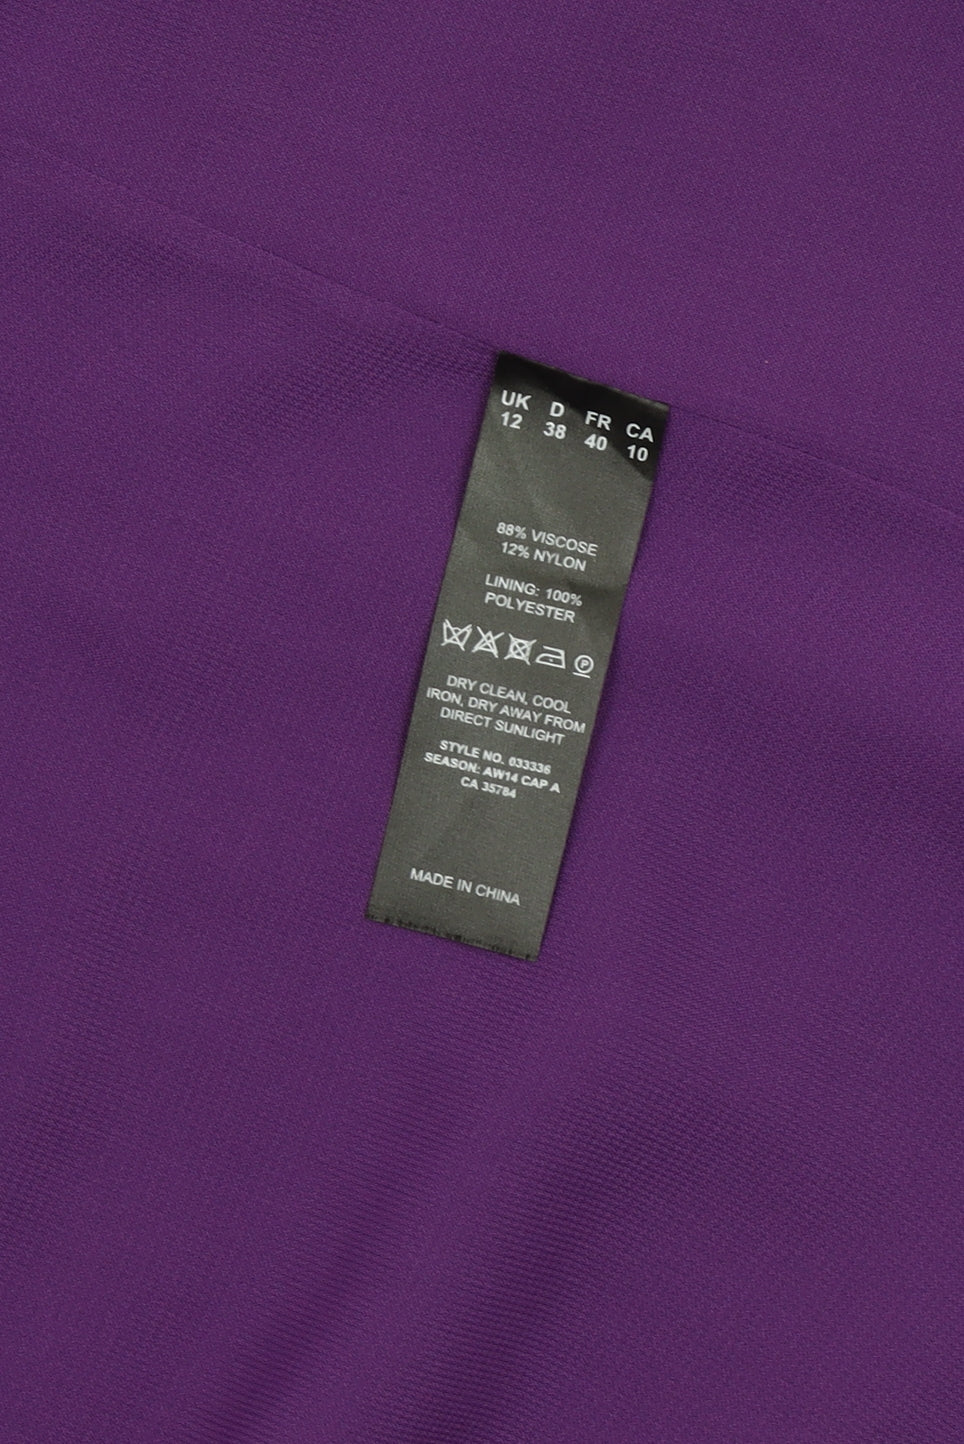 UK D FR CA
12 38 40 10
88% VISCOSE
12% NYLON
LINING: 100%
POLYESTER
P
DRY CLEAN, COOL
IRON, DRY AWAY FROM
DIRECT SUNLIGHT
STYLE NO. 033336
SEASON: AW14 CAP A
CA 35784
MADE IN CHINA